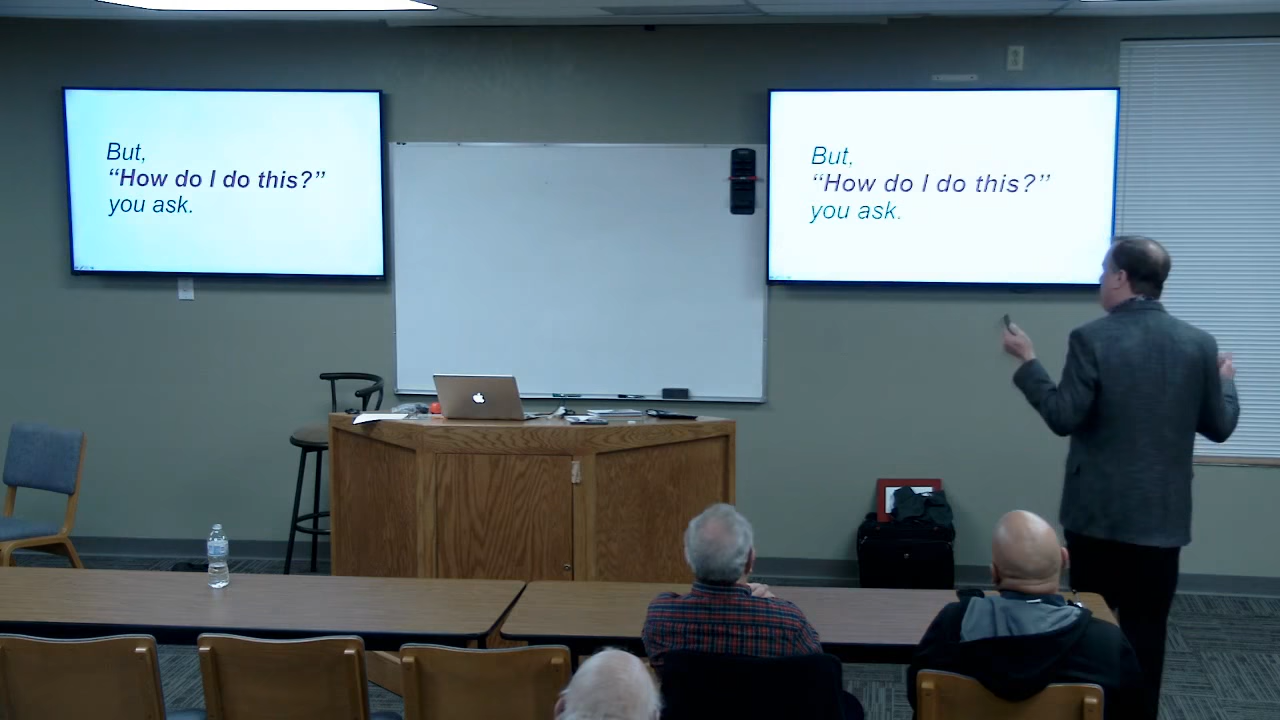 But,
“How do I do this?”
you ask.
But,
“How do I do this?”
you ask.